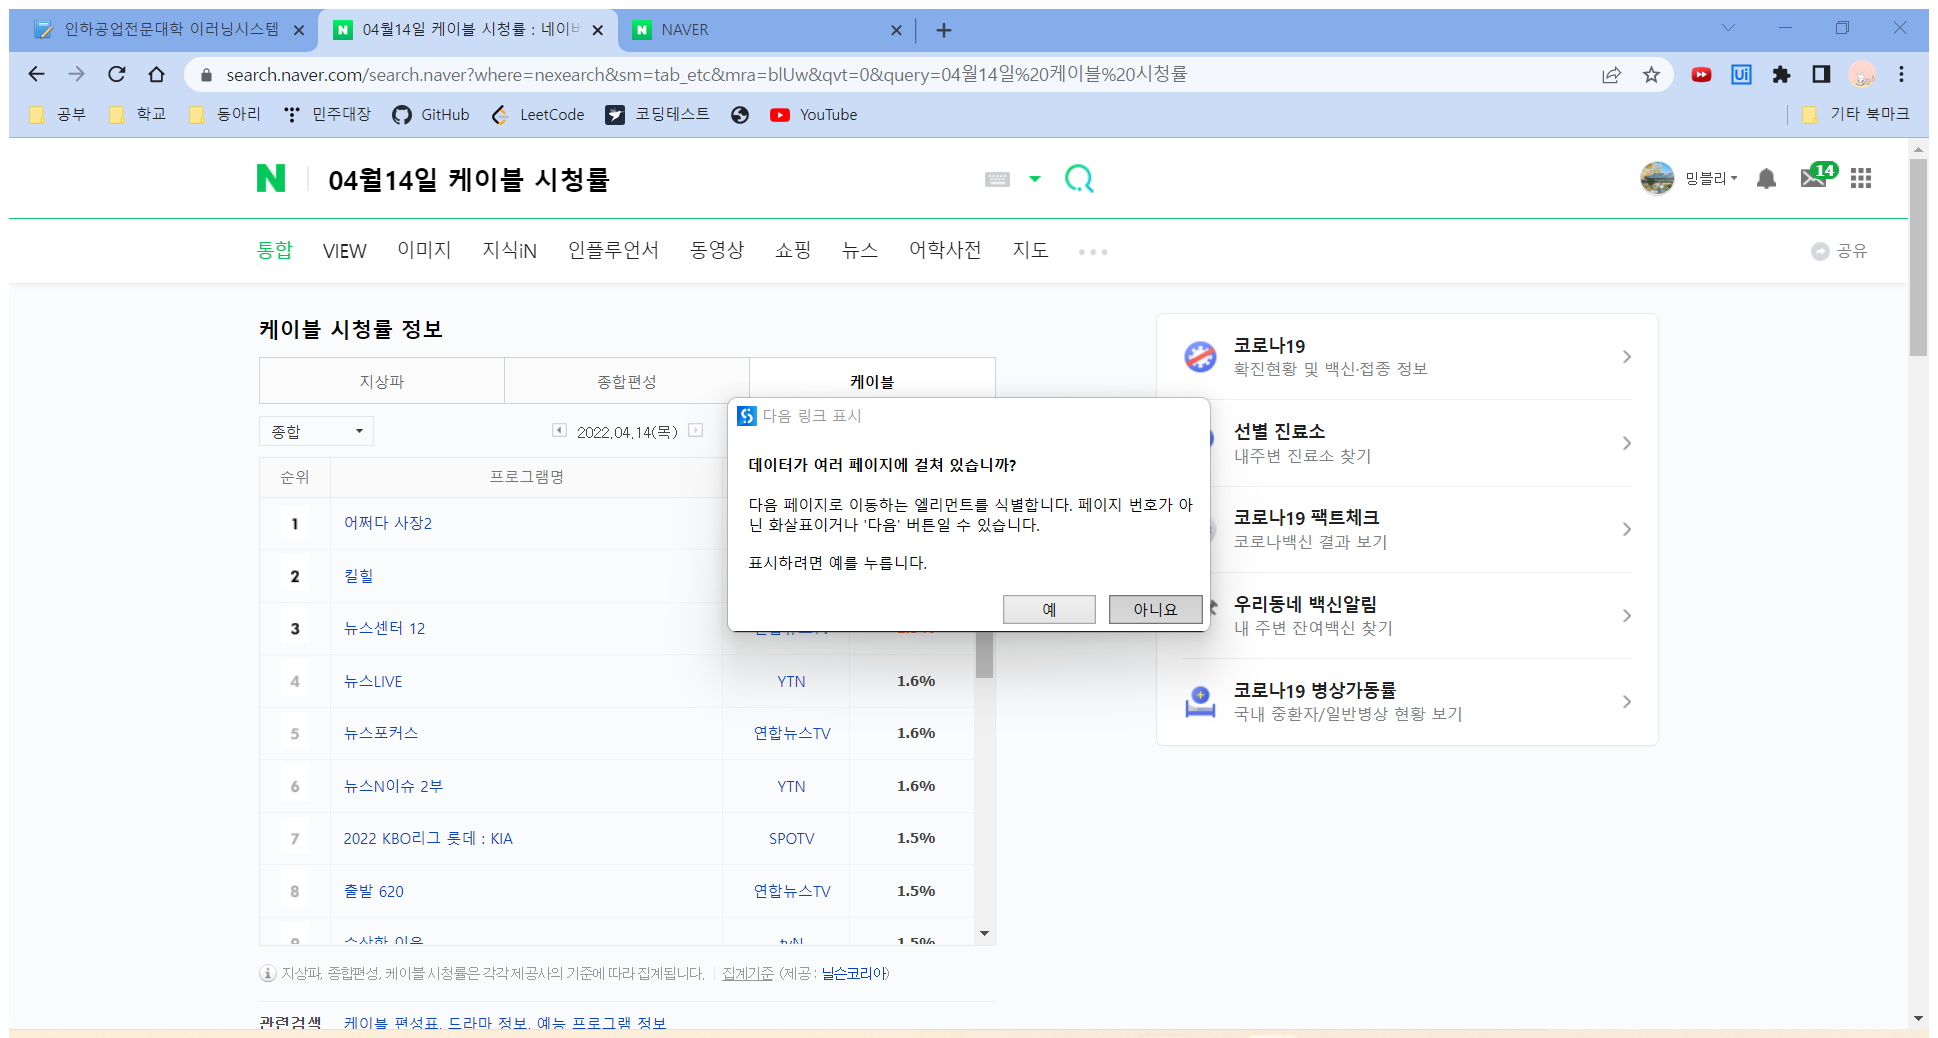 인하공업전문대학 이러닝시스템
04월14일 케이블 시청률 : 네이버
NAVER
search.naver.com/search.naver?where=nexearch&sm=tab_etc&mra=blUw&qvt=0&query=04월14일%20케이블%20시청률
공부
학교
동아리
민주대장
GitHub
LeetCode
코딩테스트
YouTube
기타 북마크
N
04월14일 케이블 시청률
밍블리
14
통합
VIEW
이미지
지식iN
인플루언서
동영상
쇼핑
뉴스
어학사전
지도
공유
케이블 시청률 정보
지상파
종합편성
케이블
종합
2022.04.14(목)
순위
프로그램명
1 어쩌다 사장2
2 킬힐
3 뉴스센터 12
4 뉴스LIVE YTN 1.6%
5 뉴스포커스 연합뉴스TV 1.6%
6 뉴스N이슈 2부 YTN 1.6%
7 2022 KBO리그 롯데 : KIA SPOTV 1.5%
8 출발 620 연합뉴스TV 1.5%
9 수상한 이웃 tvN 1.5%
지상파, 종합편성, 케이블 시청률은 각각 제공사의 기준에 따라 집계됩니다. 집계기준 (제공 : 닐슨코리아)
관련검색 케이블 편성표, 드라마 정보, 예능 프로그램 정보
다음 링크 표시
데이터가 여러 페이지에 걸쳐 있습니까?
다음 페이지로 이동하는 엘리먼트를 식별합니다. 페이지 번호가 아
닌 화살표이거나 '다음' 버튼일 수 있습니다.
표시하려면 예를 누릅니다.
예
아니요
코로나19
확진현황 및 백신·접종 정보
선별 진료소
내주변 진료소 찾기
코로나19 팩트체크
코로나백신 결과 보기
우리동네 백신알림
내 주변 잔여백신 찾기
코로나19 병상가동률
국내 중환자/일반병상 현황 보기